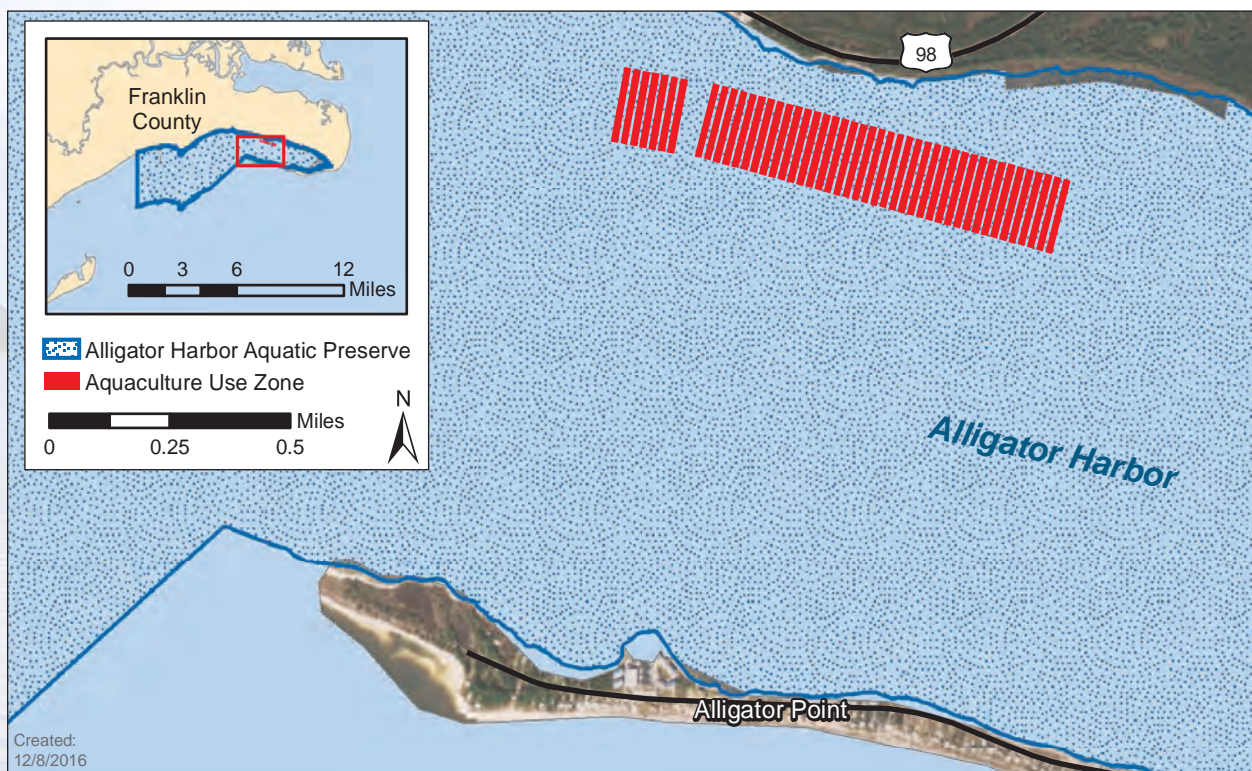 Franklin
County
0 3 6 12
Miles
Alligator Harbor Aquatic Preserve
Aquaculture Use Zone
Miles
0 0.25 0.5
N
98
Alligator Harbor
Alligator Point
Created:
12/8/2016